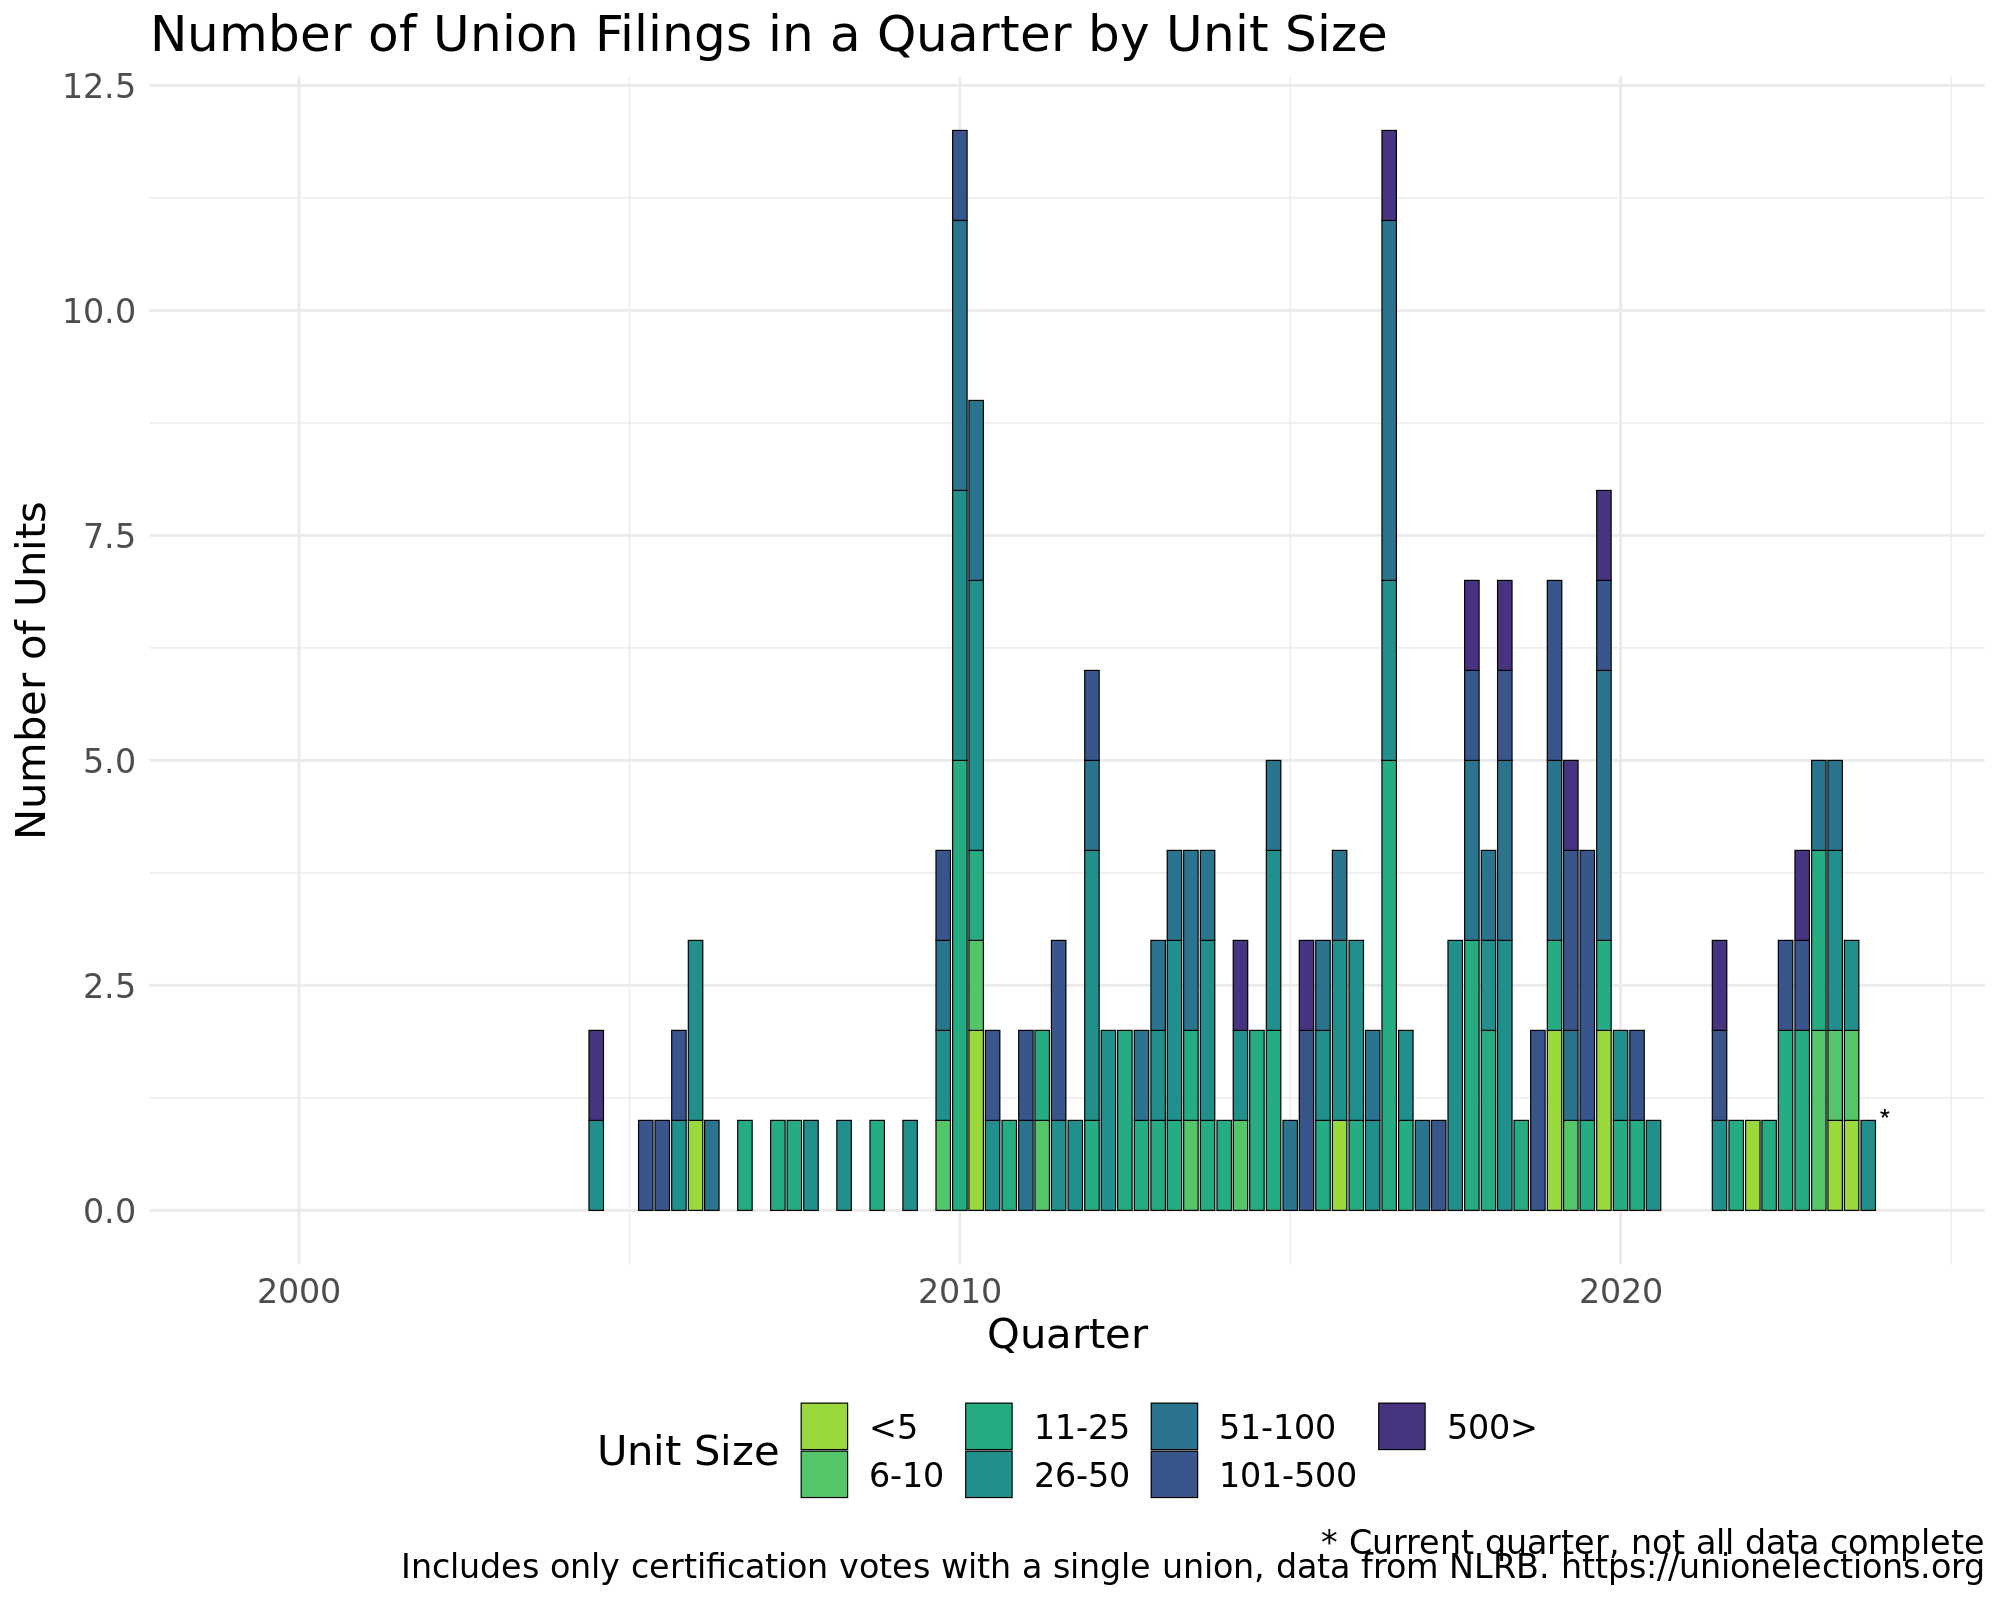 Number of Union Filings in a Quarter by Unit Size
12.5
10.0
7.5
5.0
2.5
0.0
Number of Units
*
2000 2010 2020
Quarter
Unit Size
<5 11-25 51-100 500>
6-10 26-50 101-500
* Current quarter, not all data complete
Includes only certification votes with a single union, data from NLRB. https://unionelections.org